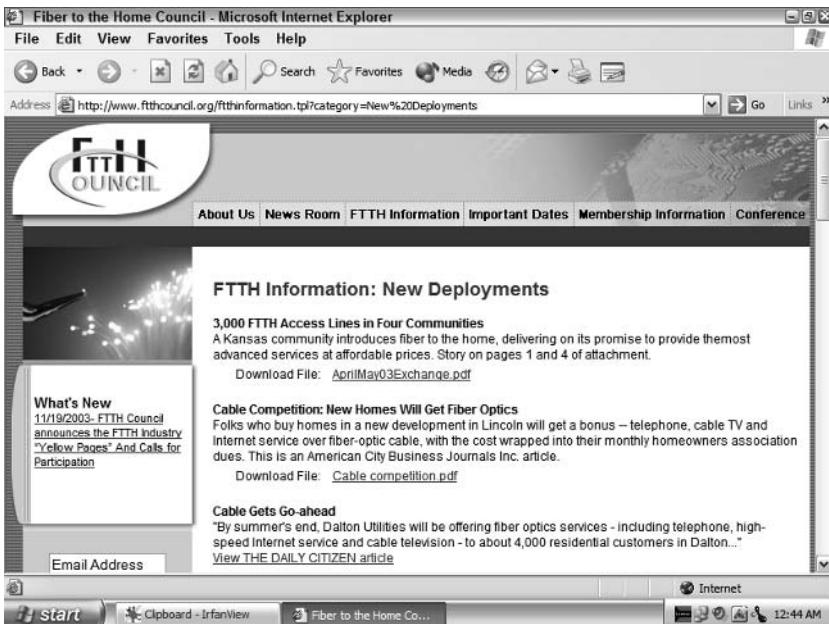 Fiber to the Home Council - Microsoft Internet Explorer
File Edit View Favorites Tools Help
Back Search Favorites Media
Address http://www.ftthcouncil.org/ftthinformation.tpl?category=New%20Deployments Go Links »
FTTH
COUNCIL
About Us News Room FTTH Information Important Dates Membership Information Conference
FTTH Information: New Deployments
3,000 FTTH Access Lines in Four Communities
A Kansas community introduces fiber to the home, delivering on its promise to provide themost
advanced services at affordable prices. Story on pages 1 and 4 of attachment.
Download File: AprilMay03Exchange.pdf
Cable Competition: New Homes Will Get Fiber Optics
Folks who buy homes in a new development in Lincoln will get a bonus -- telephone, cable TV and
Internet service over fiber-optic cable, with the cost wrapped into their monthly homeowners association
dues. This is an American City Business Journals Inc. article.
Download File: Cable competition.pdf
Cable Gets Go-ahead
"By summer's end, Dalton Utilities will be offering fiber optics services - including telephone, high-
speed Internet service and cable television - to about 4,000 residential customers in Dalton..."
View THE DAILY CITIZEN article
What's New
11/19/2003- FTTH Council
announces the FTTH Industry
"Yellow Pages" And Calls for
Participation
Email Address
Internet
start Clipboard - IrfanView Fiber to the Home Co... 12:44 AM